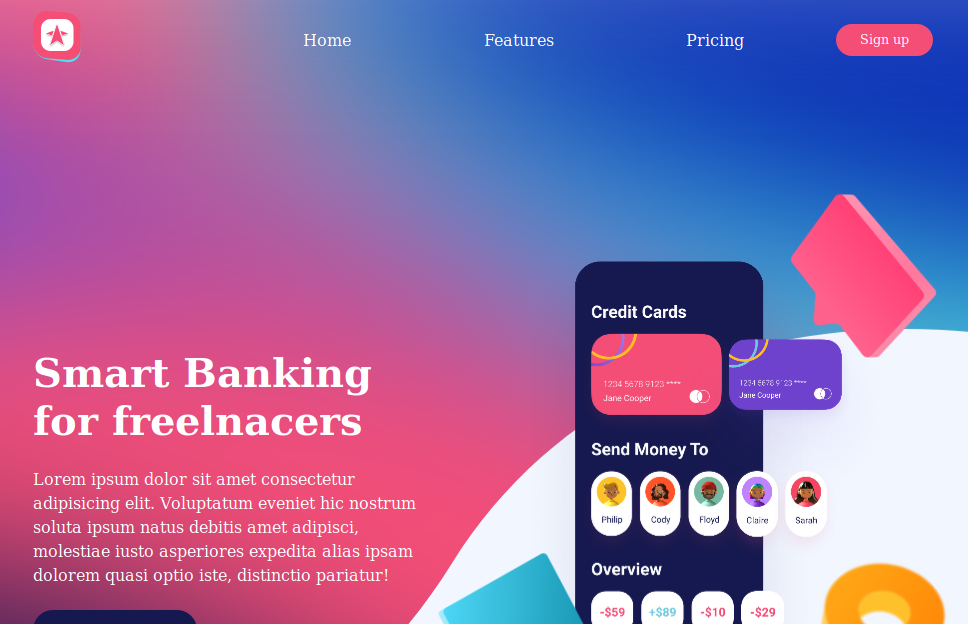 Home
Features
Pricing
Sign up
Smart Banking
for freelnacers
Lorem ipsum dolor sit amet consectetur
adipisicing elit. Voluptatum eveniet hic nostrum
soluta ipsum natus debitis amet adipisci,
molestiae iusto asperiores expedita alias ipsam
dolorem quasi optio iste, distinctio pariatur!
Credit Cards
1234 5678 9123 ****
Jane Cooper
1234 5678 9123 ****
Jane Cooper
Send Money To
Philip
Cody
Floyd
Claire
Sarah
Overview
-$59
+$89
-$10
-$29